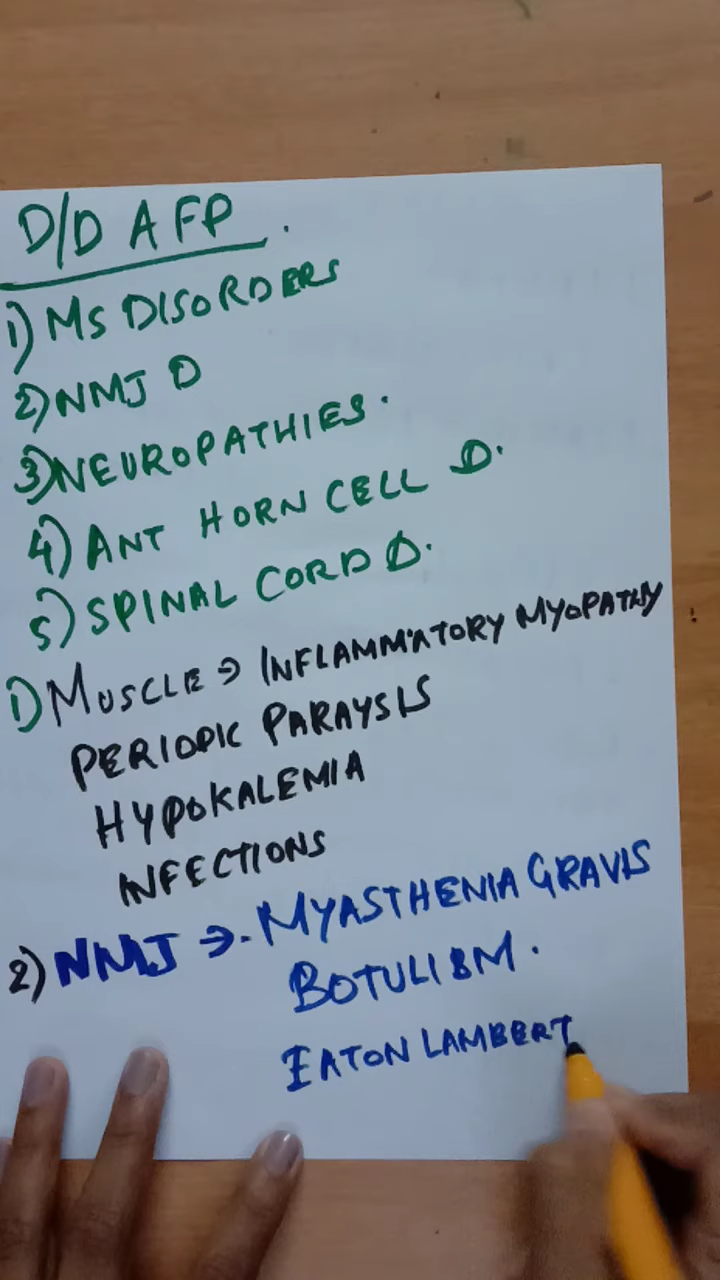 D/D AFP.
1) MS DISORDERS
2) NMJ D
3) NEUROPATHIES.
4) ANT HORN CELL D.
5) SPINAL CORD D.
1) MUSCLE → INFLAMMATORY MYOPATHY
PERIODIC PARAYSIS
HYPOKALEMIA
INFECTIONS
2) NMJ → MYASTHENIA GRAVIS
BOTULISM.
EATON LAMBERT